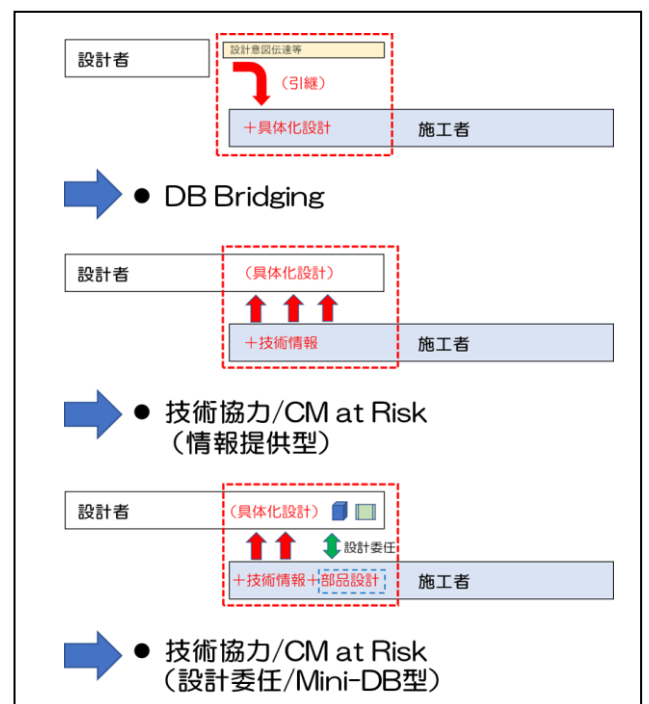 設計意図伝達等
設計者
（引継）
＋具体化設計
施工者
● DB Bridging
設計者
（具体化設計）
＋技術情報
施工者
● 技術協力/CM at Risk
（情報提供型）
設計者
（具体化設計）
設計委任
＋技術情報＋部品設計
施工者
● 技術協力/CM at Risk
（設計委任/Mini-DB型）